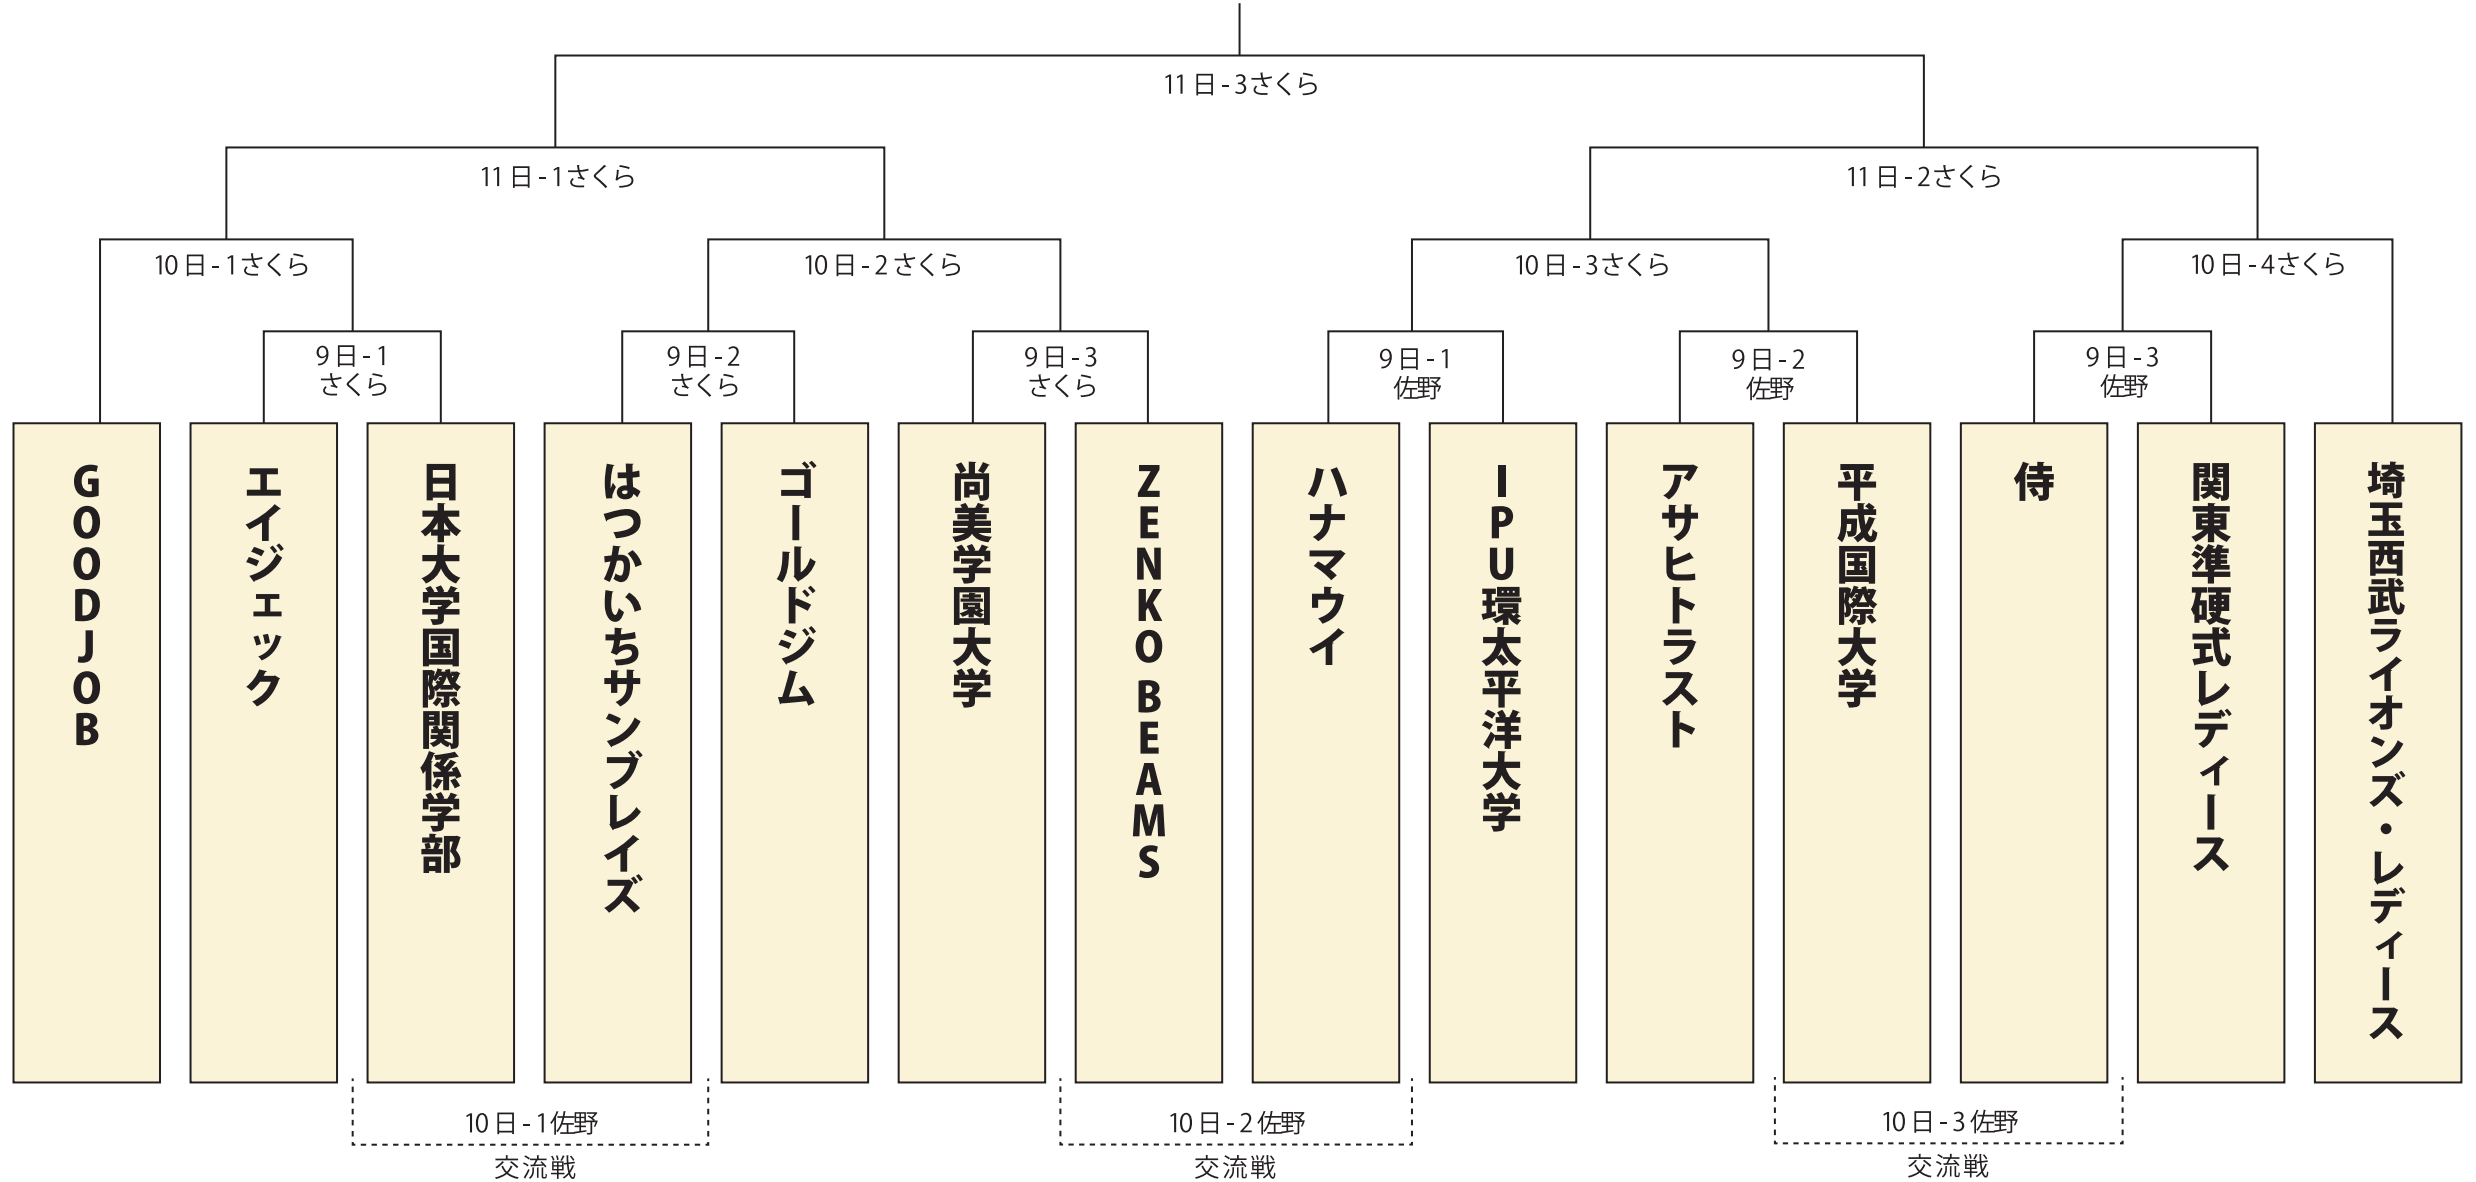 11日-3さくら
11日-1さくら
11日-2さくら
10日-1さくら
10日-2さくら
10日-3さくら
10日-4さくら
9日-1
さくら
9日-2
さくら
9日-3
さくら
9日-1
佐野
9日-2
佐野
9日-3
佐野
GOODJOB
エイジェック
日本大学国際関係学部
はつかいちサンブレイズ
ゴールドジム
尚美学園大学
ZENKO BEAMS
ハナマウイ
IPU環太平洋大学
アサヒトラスト
平成国際大学
侍
関東準硬式レディース
埼玉西武ライオンズ・レディース
10日-1佐野
交流戦
10日-2佐野
交流戦
10日-3佐野
交流戦